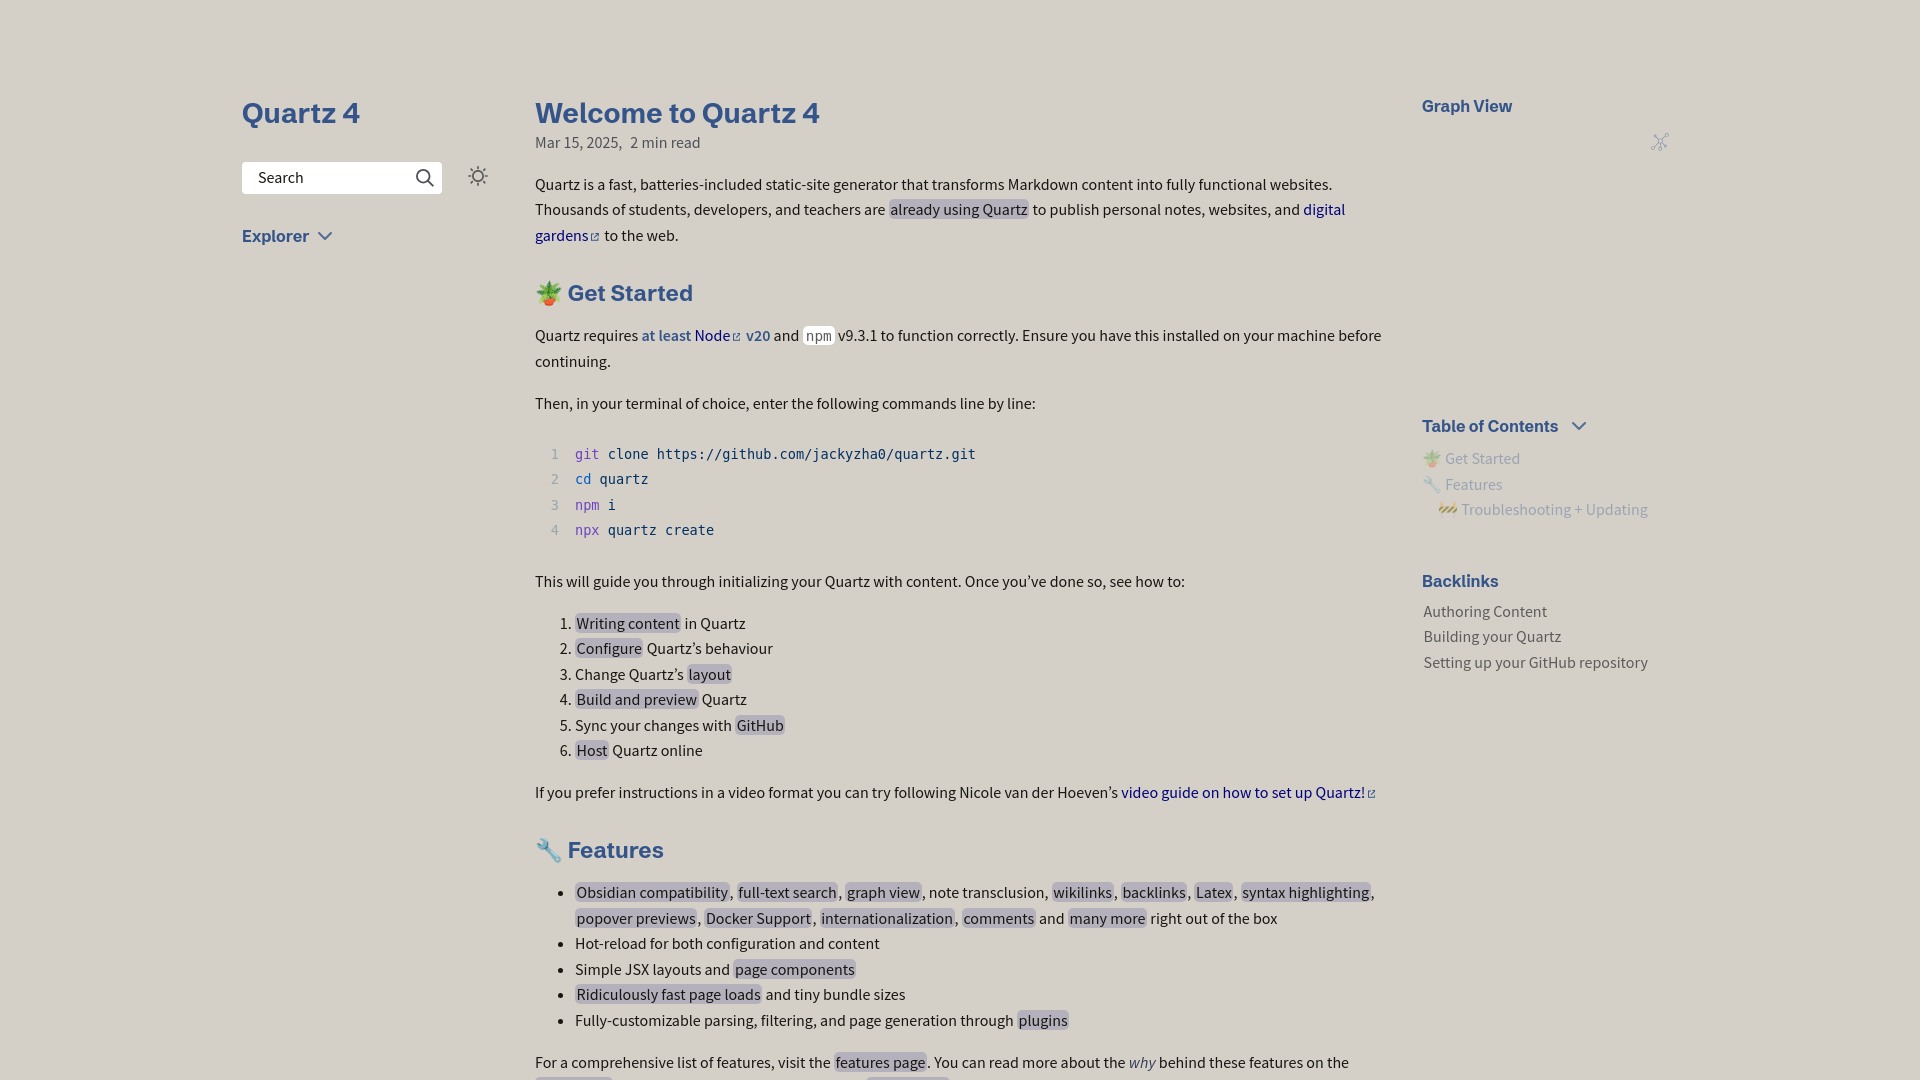 Quartz 4
Search
Explorer
Welcome to Quartz 4
Mar 15, 2025, 2 min read
Quartz is a fast, batteries-included static-site generator that transforms Markdown content into fully functional websites.
Thousands of students, developers, and teachers are already using Quartz to publish personal notes, websites, and digital
gardens to the web.
🪴 Get Started
Quartz requires at least Node v20 and npm v9.3.1 to function correctly. Ensure you have this installed on your machine before
continuing.
Then, in your terminal of choice, enter the following commands line by line:
1 git clone https://github.com/jackyzha0/quartz.git
2 cd quartz
3 npm i
4 npx quartz create
This will guide you through initializing your Quartz with content. Once you’ve done so, see how to:
1. Writing content in Quartz
2. Configure Quartz’s behaviour
3. Change Quartz’s layout
4. Build and preview Quartz
5. Sync your changes with GitHub
6. Host Quartz online
If you prefer instructions in a video format you can try following Nicole van der Hoeven’s video guide on how to set up Quartz!
🔧 Features
• Obsidian compatibility, full-text search, graph view, note transclusion, wikilinks, backlinks, Latex, syntax highlighting,
popover previews, Docker Support, internationalization, comments and many more right out of the box
• Hot-reload for both configuration and content
• Simple JSX layouts and page components
• Ridiculously fast page loads and tiny bundle sizes
• Fully-customizable parsing, filtering, and page generation through plugins
For a comprehensive list of features, visit the features page. You can read more about the why behind these features on the
Graph View
Table of Contents
🪴 Get Started
🔧 Features
🚧 Troubleshooting + Updating
Backlinks
Authoring Content
Building your Quartz
Setting up your GitHub repository